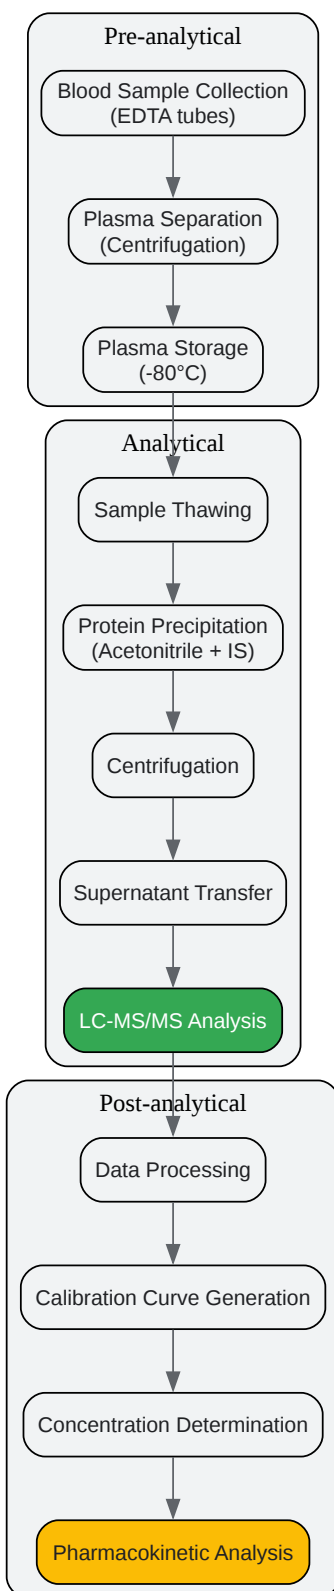 Pre-analytical
Blood Sample Collection
(EDTA tubes)
Plasma Separation
(Centrifugation)
Plasma Storage
(-80°C)
Analytical
Sample Thawing
Protein Precipitation
(Acetonitrile + IS)
Centrifugation
Supernatant Transfer
LC-MS/MS Analysis
Post-analytical
Data Processing
Calibration Curve Generation
Concentration Determination
Pharmacokinetic Analysis